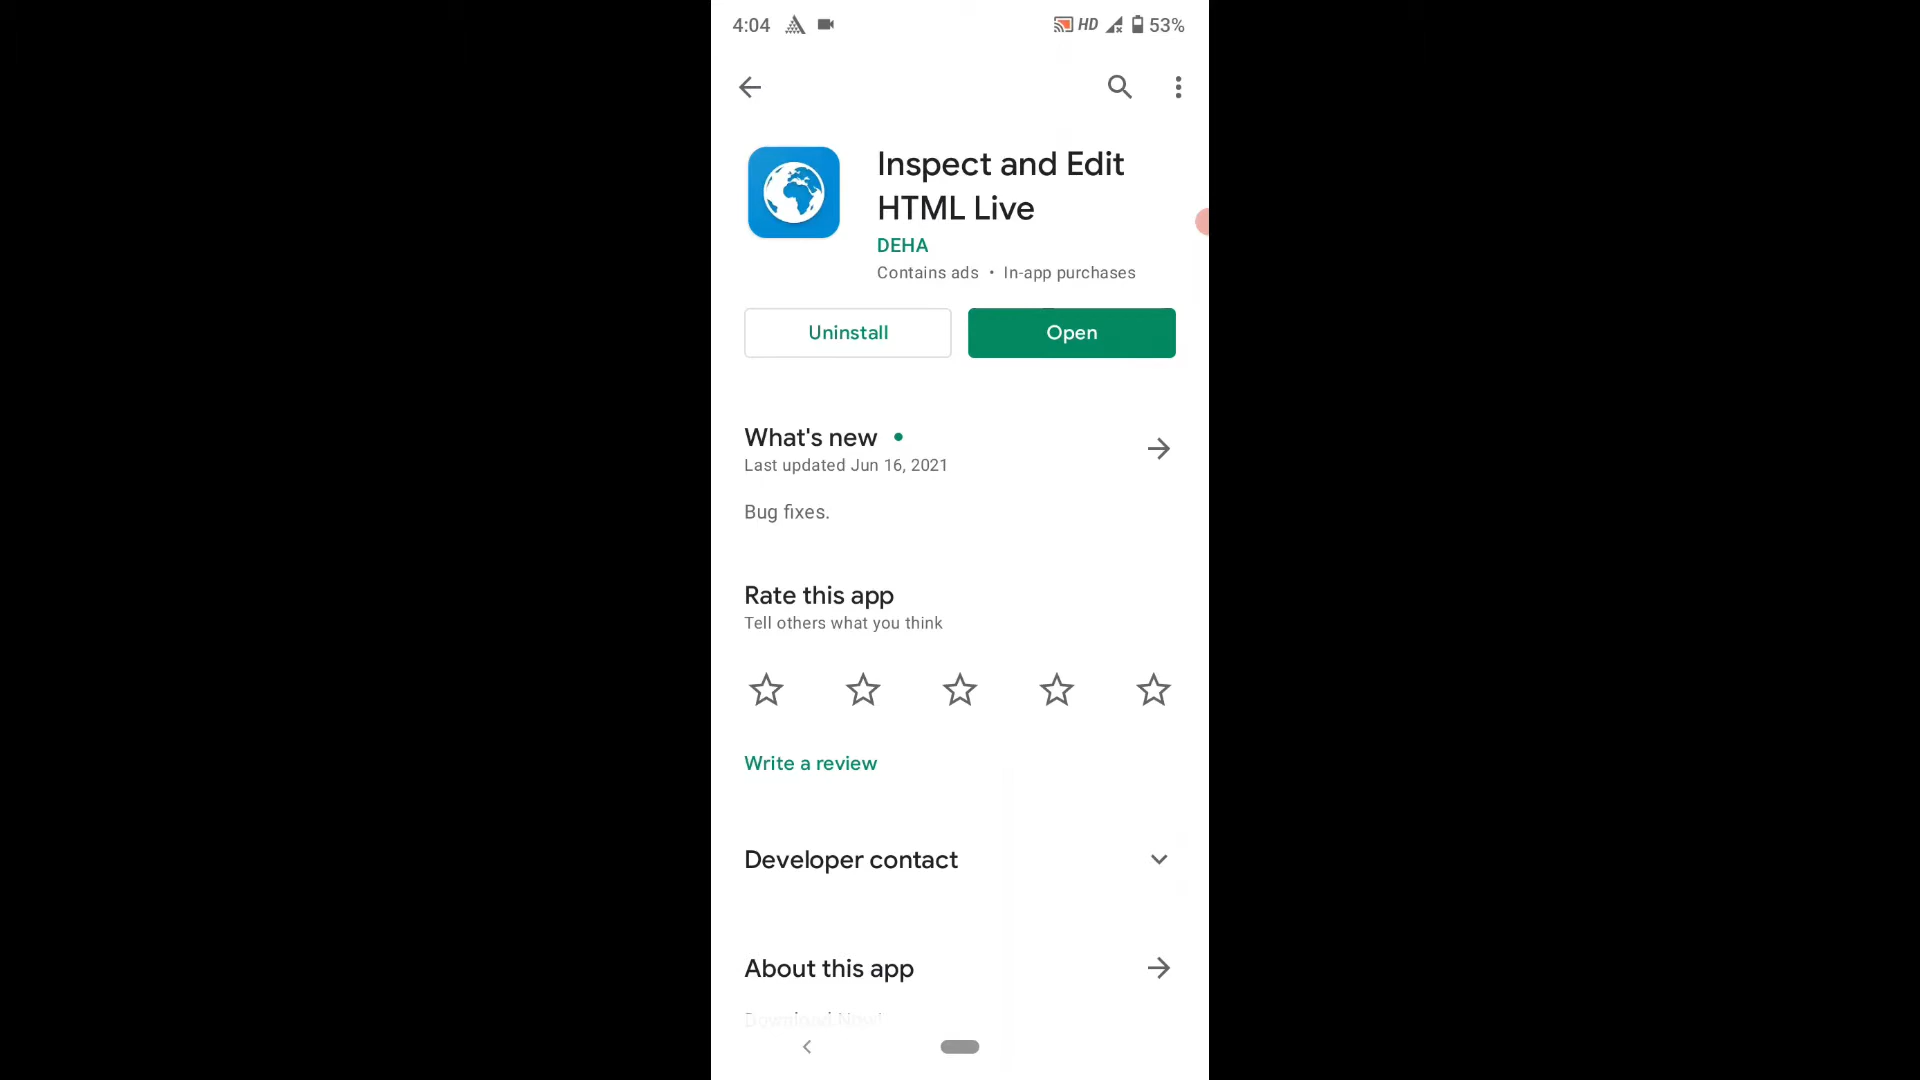 4:04 HD 53%
Inspect and Edit
HTML Live
DEHA
Contains ads • In-app purchases
Uninstall Open
What's new •
Last updated Jun 16, 2021
Bug fixes.
Rate this app
Tell others what you think
Write a review
Developer contact
About this app
Download Now!